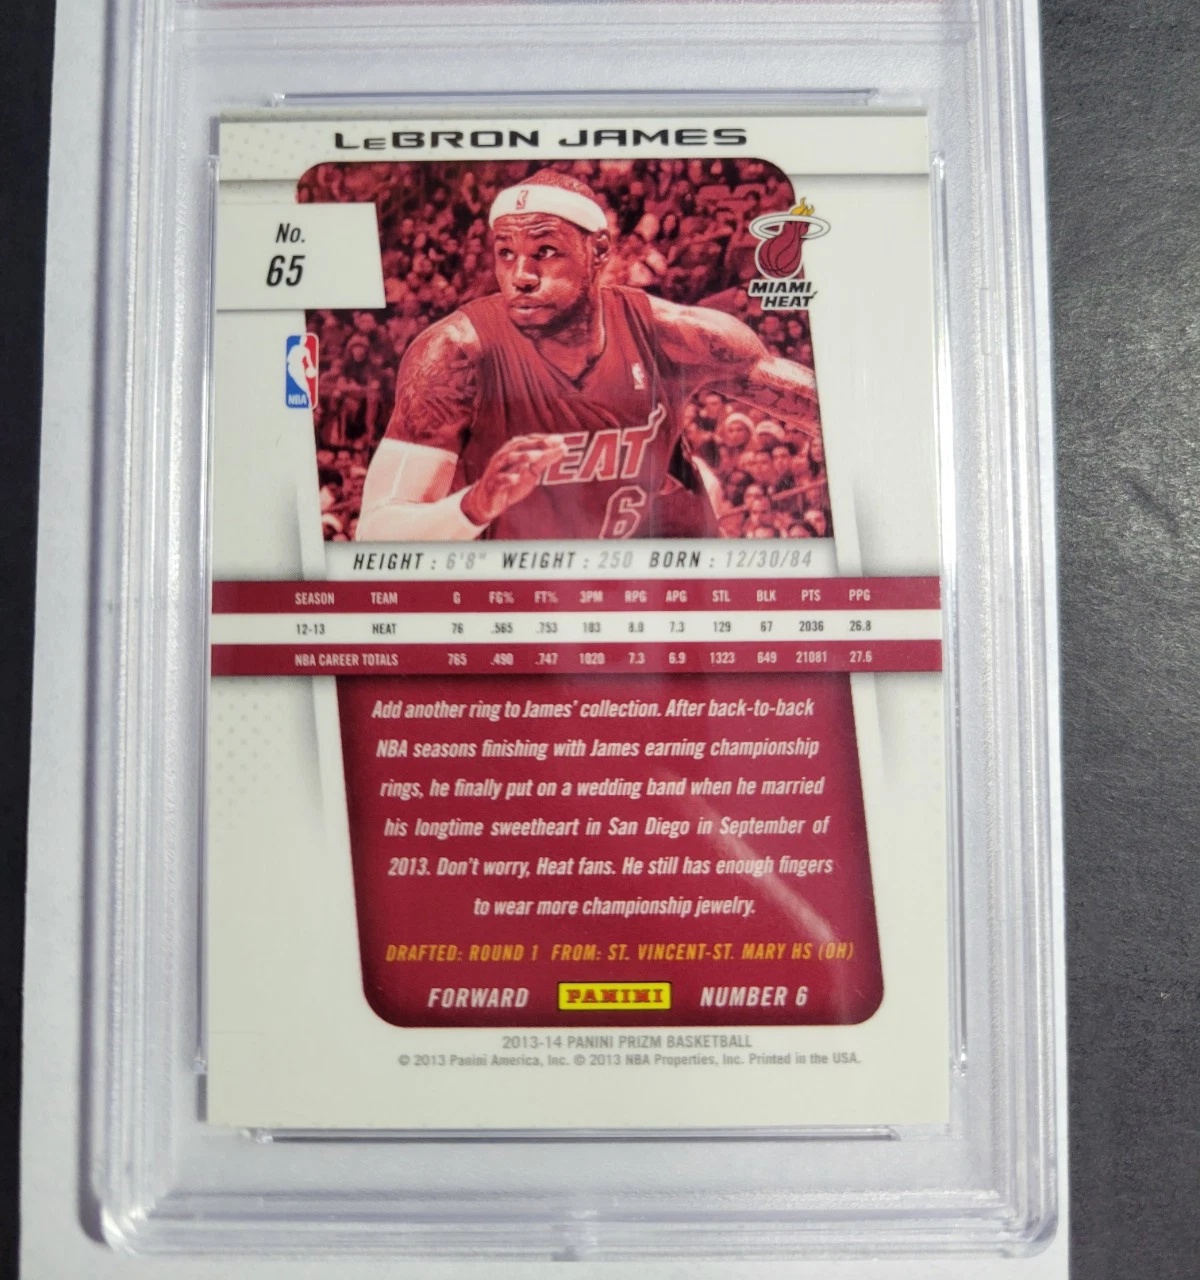 LeBRON JAMES
No.
65
MIAMI
HEAT
NBA
HEAT
6
HEIGHT : 6'8" WEIGHT : 250 BORN : 12/30/84
SEASON TEAM G FG% FT% 3PM RPG APG STL BLK PTS PPG
12-13 HEAT 76 .565 .753 103 8.0 7.3 129 67 2036 26.8
NBA CAREER TOTALS 765 .490 .747 1020 7.3 6.9 1323 649 21081 27.6
Add another ring to James' collection. After back-to-back
NBA seasons finishing with James earning championship
rings, he finally put on a wedding band when he married
his longtime sweetheart in San Diego in September of
2013. Don't worry, Heat fans. He still has enough fingers
to wear more championship jewelry.
DRAFTED: ROUND 1 FROM: ST. VINCENT-ST. MARY HS (OH)
FORWARD PANINI NUMBER 6
2013-14 PANINI PRIZM BASKETBALL
© 2013 Panini America, Inc. © 2013 NBA Properties, Inc. Printed in the USA.